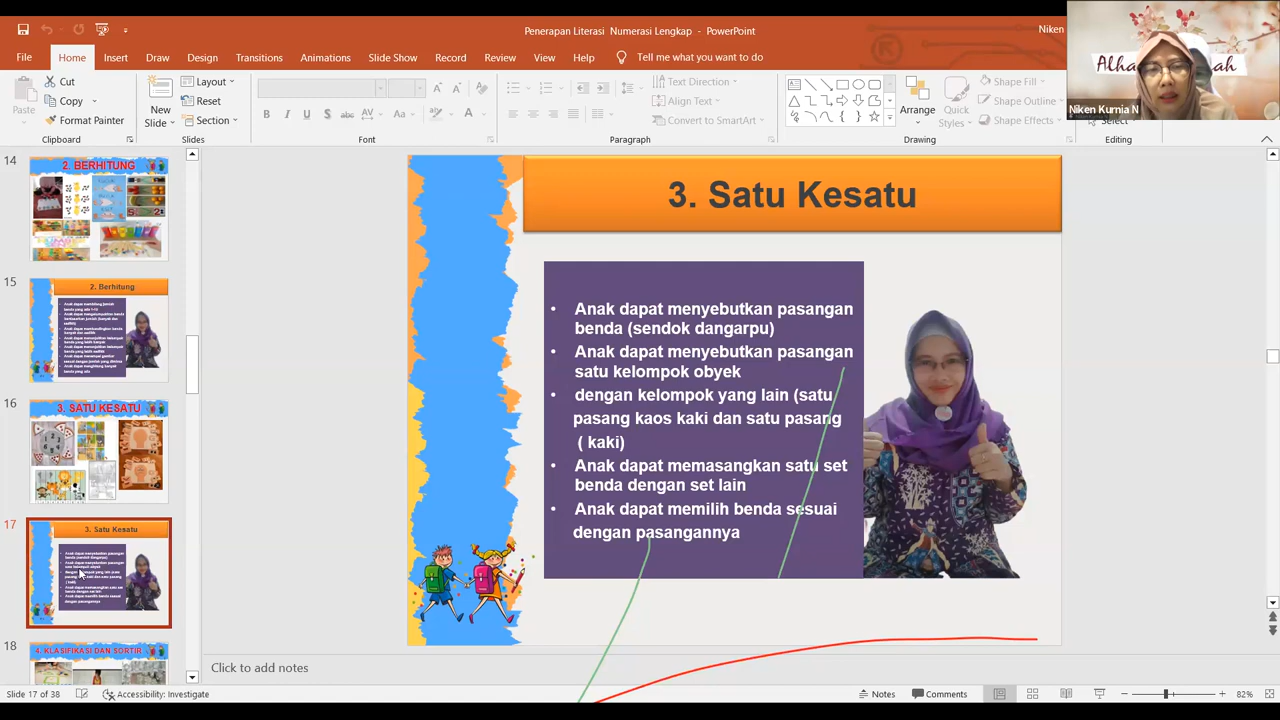 Penerapan Literasi Numerasi Lengkap - PowerPoint
Niken
File
Home
Insert
Draw
Design
Transitions
Animations
Slide Show
Record
Review
View
Help
Tell me what you want to do
Niken Kurnia N
Paste
Cut
Copy
Format Painter
Clipboard
New
Slide
Layout
Reset
Section
Slides
Font
Text Direction
Align Text
Convert to SmartArt
Paragraph
Arrange
Quick
Styles
Shape Fill
Shape Outline
Shape Effects
Drawing
Select
Editing
14
2. BERHITUNG
15
2. Berhitung
16
3. SATU KESATU
17
3. Satu Kesatu
18
4. KLASIFIKASI DAN SORTIR
3. Satu Kesatu
• Anak dapat menyebutkan pasangan
benda (sendok dangarpu)
• Anak dapat menyebutkan pasangan
satu kelompok obyek
• dengan kelompok yang lain (satu
pasang kaos kaki dan satu pasang
( kaki)
• Anak dapat memasangkan satu set
benda dengan set lain
• Anak dapat memilih benda sesuai
dengan pasangannya
Click to add notes
Slide 17 of 38
Accessibility: Investigate
Notes
Comments
82%